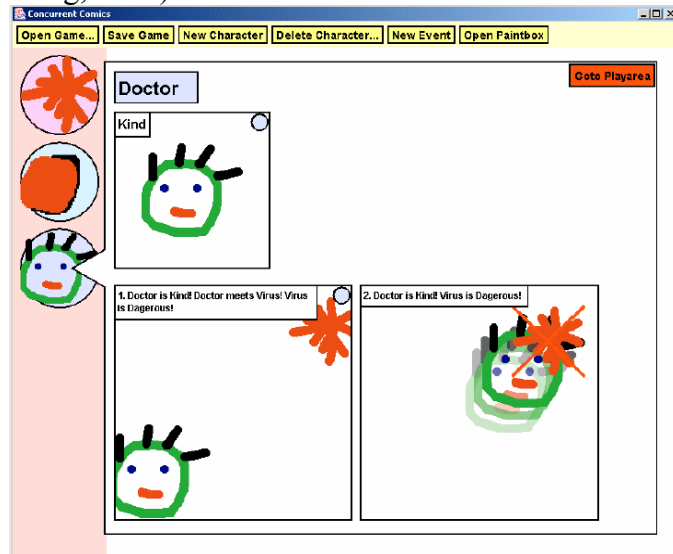 Concurrent Comics
Open Game... Save Game New Character Delete Character... New Event Open Paintbox
Goto Playarea
Doctor
Kind
1. Doctor is Kind! Doctor meets Virus! Virus
is Dagerous!
2. Doctor is Kind! Virus is Dagerous!